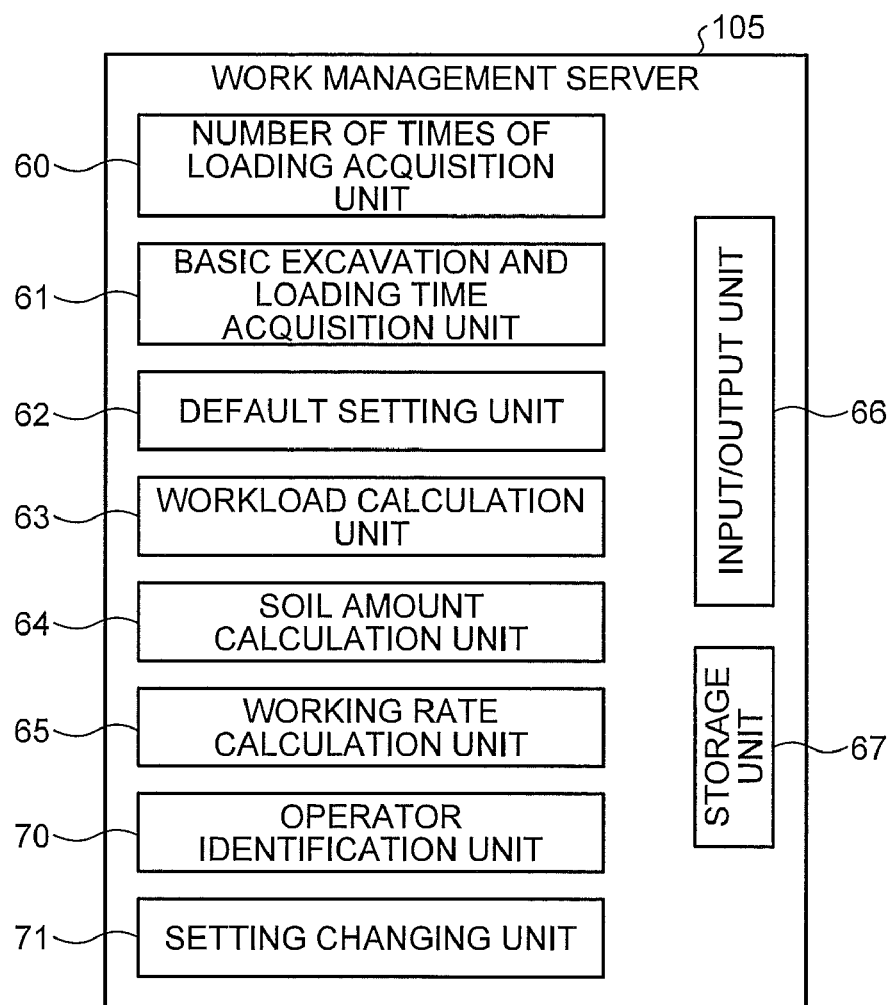 105
WORK MANAGEMENT SERVER
60
NUMBER OF TIMES OF
LOADING ACQUISITION
UNIT
61
BASIC EXCAVATION AND
LOADING TIME
ACQUISITION UNIT
62
DEFAULT SETTING UNIT
63
WORKLOAD CALCULATION
UNIT
64
SOIL AMOUNT
CALCULATION UNIT
65
WORKING RATE
CALCULATION UNIT
70
OPERATOR
IDENTIFICATION UNIT
71
SETTING CHANGING UNIT
INPUT/OUTPUT UNIT
66
STORAGE
UNIT
67